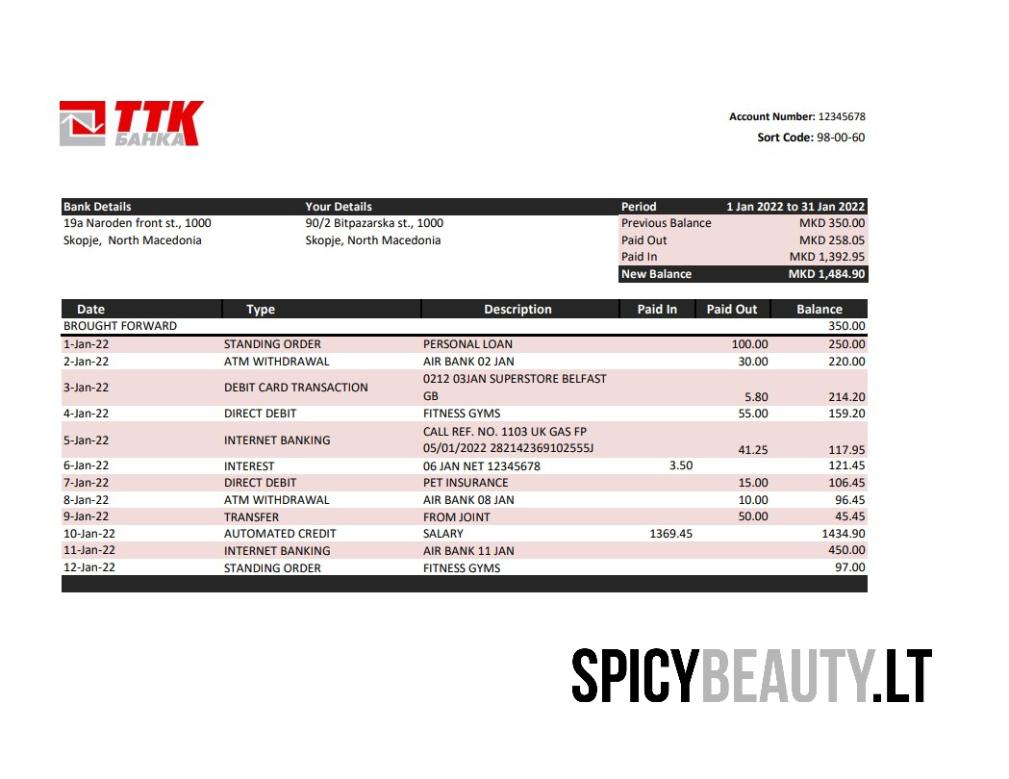 ТТК
БАНКА
Account Number: 12345678
Sort Code: 98-00-60
Bank Details Your Details Period 1 Jan 2022 to 31 Jan 2022
19a Naroden front st., 1000 90/2 Bitpazarska st., 1000 Previous Balance MKD 350.00
Skopje, North Macedonia Skopje, North Macedonia Paid Out MKD 258.05
Paid In MKD 1,392.95
New Balance MKD 1,484.90
Date Type Description Paid In Paid Out Balance
BROUGHT FORWARD 350.00
1-Jan-22 STANDING ORDER PERSONAL LOAN 100.00 250.00
2-Jan-22 ATM WITHDRAWAL AIR BANK 02 JAN 30.00 220.00
3-Jan-22 DEBIT CARD TRANSACTION 0212 03JAN SUPERSTORE BELFAST
GB 5.80 214.20
4-Jan-22 DIRECT DEBIT FITNESS GYMS 55.00 159.20
5-Jan-22 INTERNET BANKING CALL REF. NO. 1103 UK GAS FP
05/01/2022 282142369102555J 41.25 117.95
6-Jan-22 INTEREST 06 JAN NET 12345678 3.50 121.45
7-Jan-22 DIRECT DEBIT PET INSURANCE 15.00 106.45
8-Jan-22 ATM WITHDRAWAL AIR BANK 08 JAN 10.00 96.45
9-Jan-22 TRANSFER FROM JOINT 50.00 45.45
10-Jan-22 AUTOMATED CREDIT SALARY 1369.45 1434.90
11-Jan-22 INTERNET BANKING AIR BANK 11 JAN 450.00
12-Jan-22 STANDING ORDER FITNESS GYMS 97.00
SPICYBEAUTY.LT